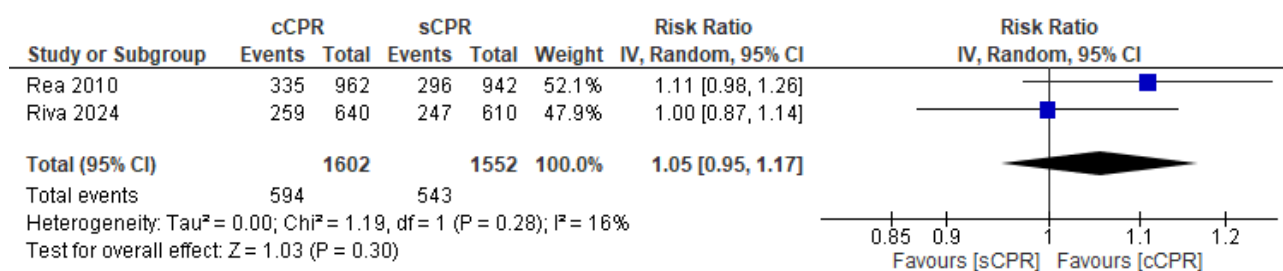 cCPR sCPR Risk Ratio Risk Ratio
Study or Subgroup Events Total Events Total Weight IV, Random, 95% CI IV, Random, 95% CI
Rea 2010 335 962 296 942 52.1% 1.11 [0.98, 1.26]
Riva 2024 259 640 247 610 47.9% 1.00 [0.87, 1.14]
Total (95% CI) 1602 1552 100.0% 1.05 [0.95, 1.17]
Total events 594 543
Heterogeneity: Tau² = 0.00; Chi² = 1.19, df = 1 (P = 0.28); I² = 16%
Test for overall effect: Z = 1.03 (P = 0.30)
0.85 0.9 1 1.1 1.2
Favours [sCPR] Favours [cCPR]